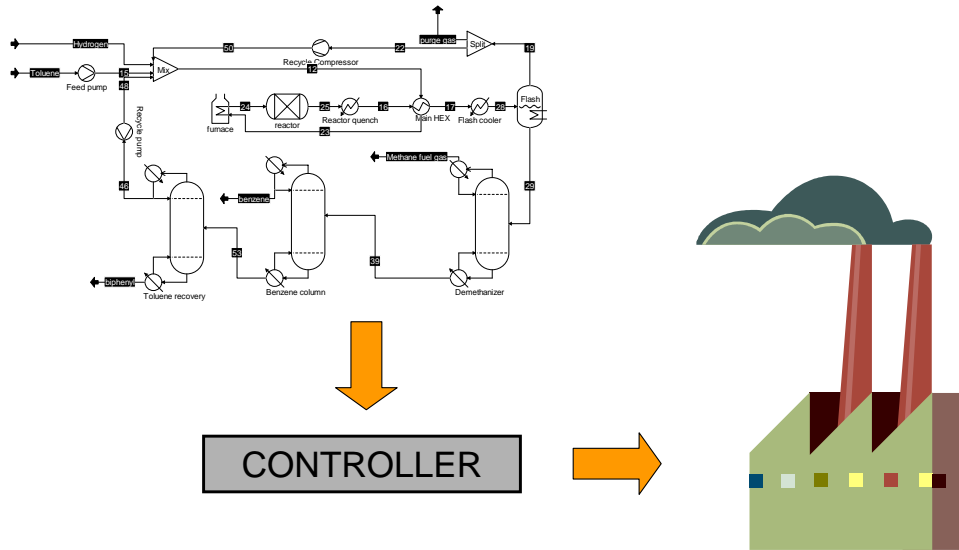 purge gas
50
22
Split
19
Hydrogen
Recycle Compressor
Toluene
15
Mix
12
48
Feed pump
24
25
16
17
28
Flash
furnace
reactor
Reactor quench
Main HEX
Flash cooler
23
Recycle pump
Methane fuel gas
46
benzene
29
53
39
biphenyl
Toluene recovery
Benzene column
Demethanizer
CONTROLLER